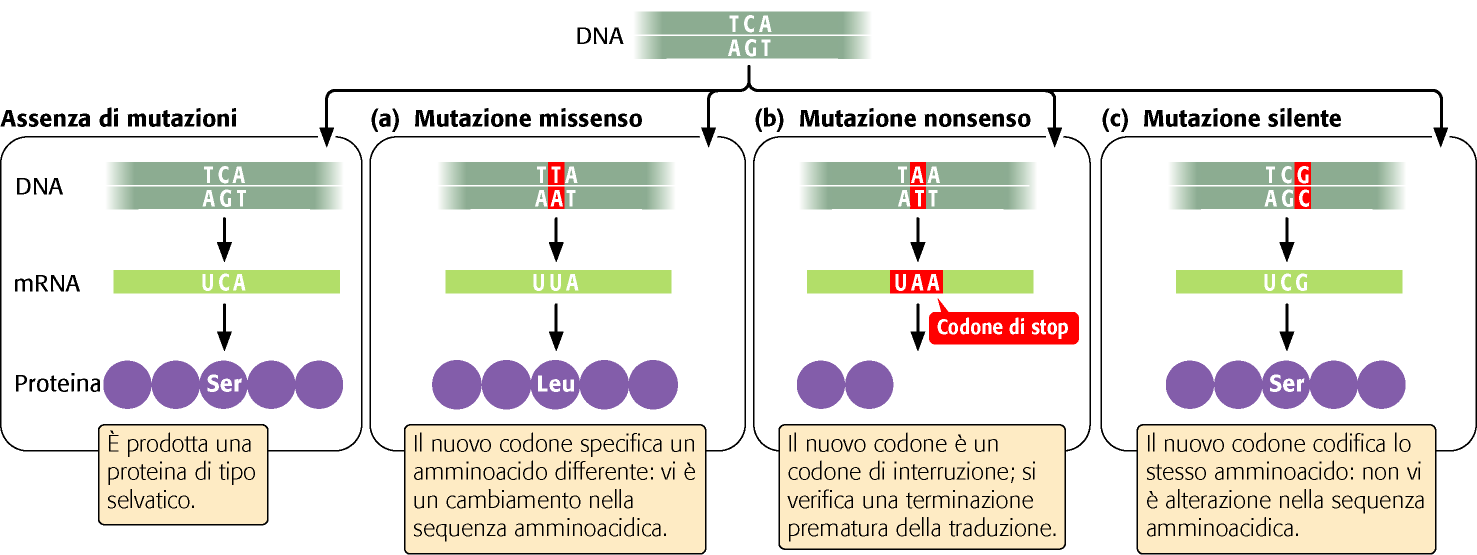 DNA
TCA
AGT
Assenza di mutazioni
DNA
TCA
AGT
mRNA
UCA
Proteina
Ser
È prodotta una
proteina di tipo
selvatico.
(a) Mutazione missenso
TTA
AAT
UUA
Leu
Il nuovo codone specifica un
amminoacido differente: vi è
un cambiamento nella
sequenza amminoacidica.
(b) Mutazione nonsenso
TAA
ATT
UAA
Codone di stop
Il nuovo codone è un
codone di interruzione; si
verifica una terminazione
prematura della traduzione.
(c) Mutazione silente
TCG
AGC
UCG
Ser
Il nuovo codone codifica lo
stesso amminoacido: non vi
è alterazione nella sequenza
amminoacidica.